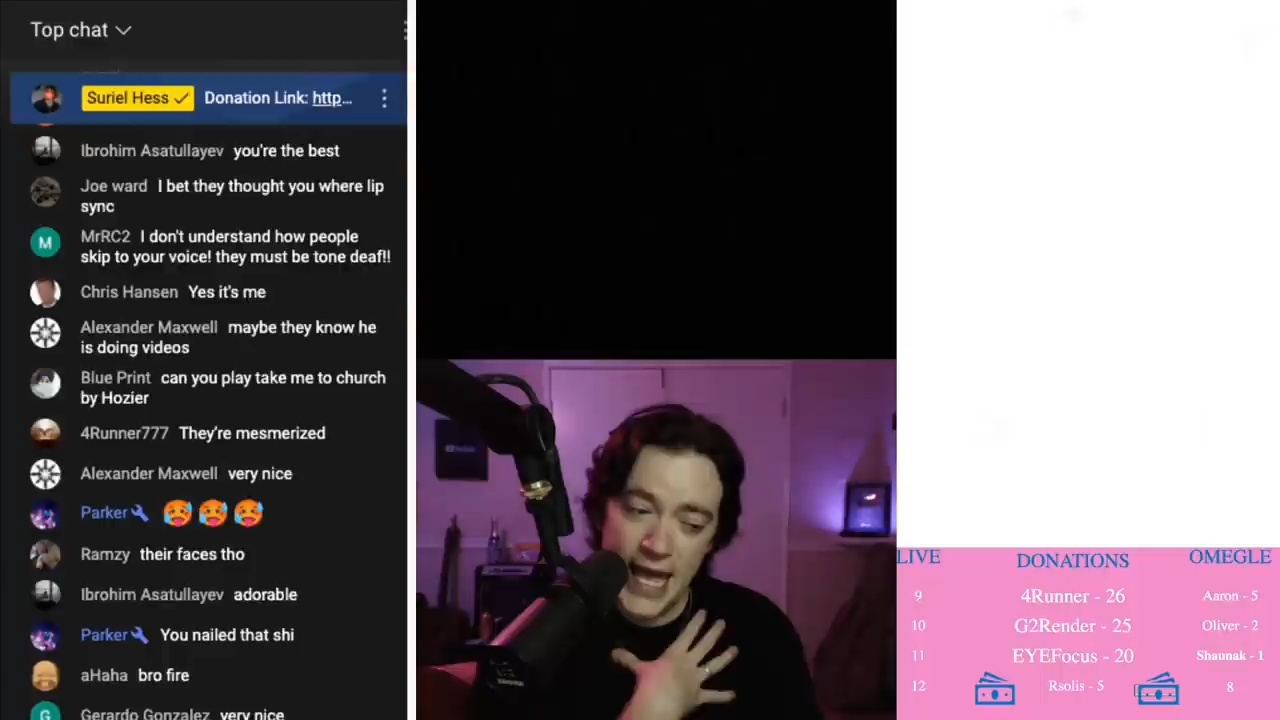 Top chat
Suriel Hess Donation Link: http...
Ibrohim Asatullayev you're the best
Joe ward I bet they thought you where lip
sync
M MrRC2 I don't understand how people
skip to your voice! they must be tone deaf!!
Chris Hansen Yes it's me
Alexander Maxwell maybe they know he
is doing videos
Blue Print can you play take me to church
by Hozier
4Runner777 They're mesmerized
Alexander Maxwell very nice
Parker 🥵 🥵 🥵
Ramzy their faces tho
Ibrohim Asatullayev adorable
Parker You nailed that shi
aHaha bro fire
G Gerardo Gonzalez very nice
LIVE DONATIONS OMEGLE
9 4Runner - 26 Aaron - 5
10 G2Render - 25 Oliver - 2
11 EYEFocus - 20 Shaunak - 1
12 Rsolis - 5 8